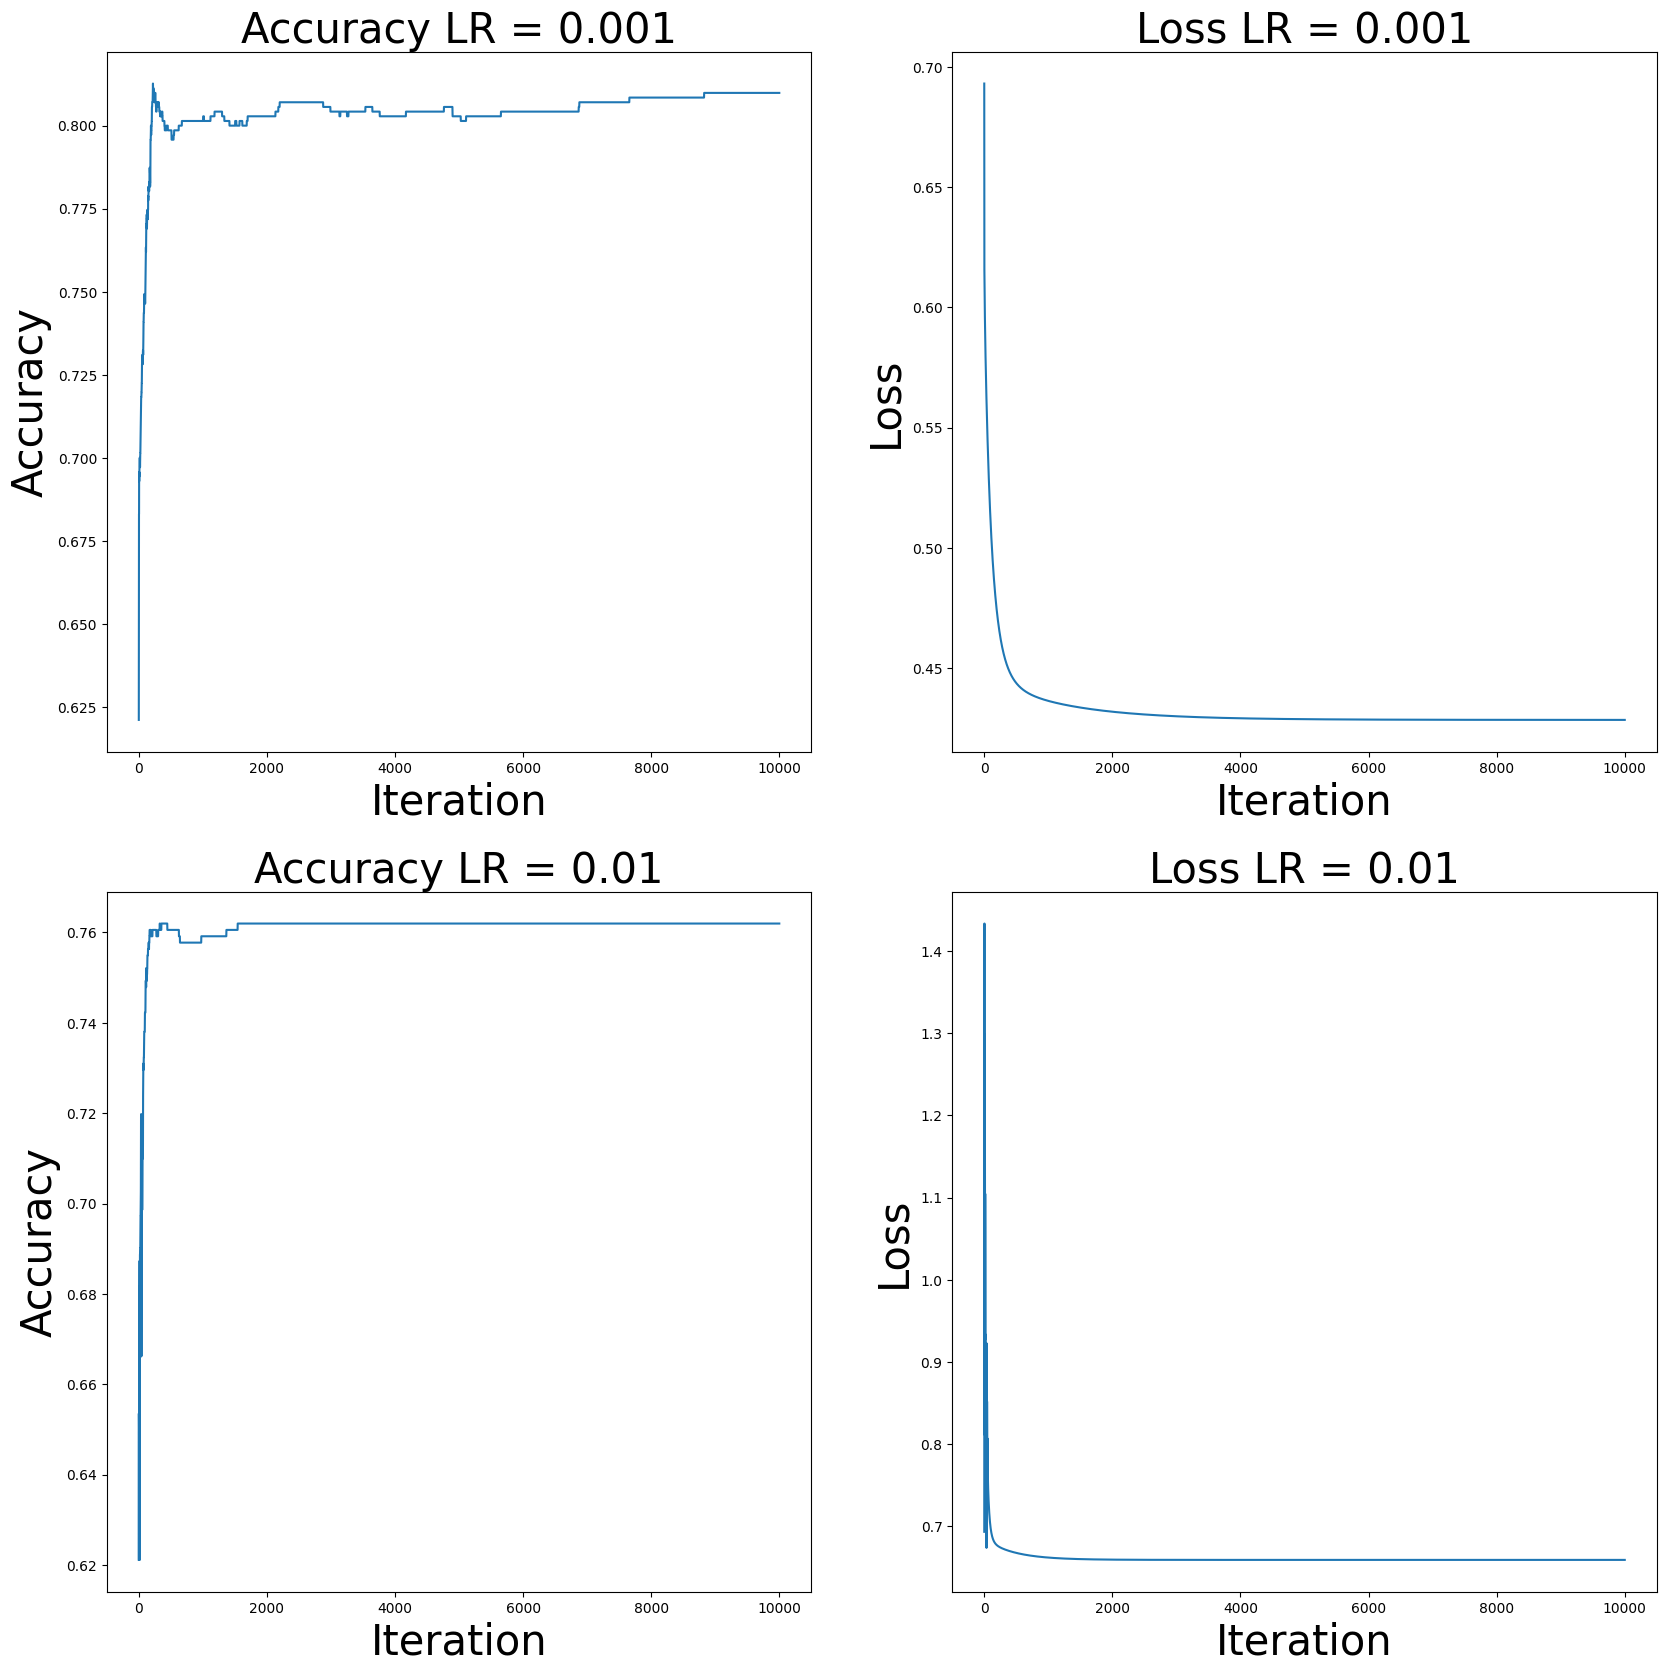 Accuracy LR = 0.001
0.800
0.775
0.750
0.725
0.700
0.675
0.650
0.625
Accuracy
0 2000 4000 6000 8000 10000
Iteration
Loss LR = 0.001
0.70
0.65
0.60
0.55
0.50
0.45
Loss
0 2000 4000 6000 8000 10000
Iteration
Accuracy LR = 0.01
0.76
0.74
0.72
0.70
0.68
0.66
0.64
0.62
Accuracy
0 2000 4000 6000 8000 10000
Iteration
Loss LR = 0.01
1.4
1.3
1.2
1.1
1.0
0.9
0.8
0.7
Loss
0 2000 4000 6000 8000 10000
Iteration